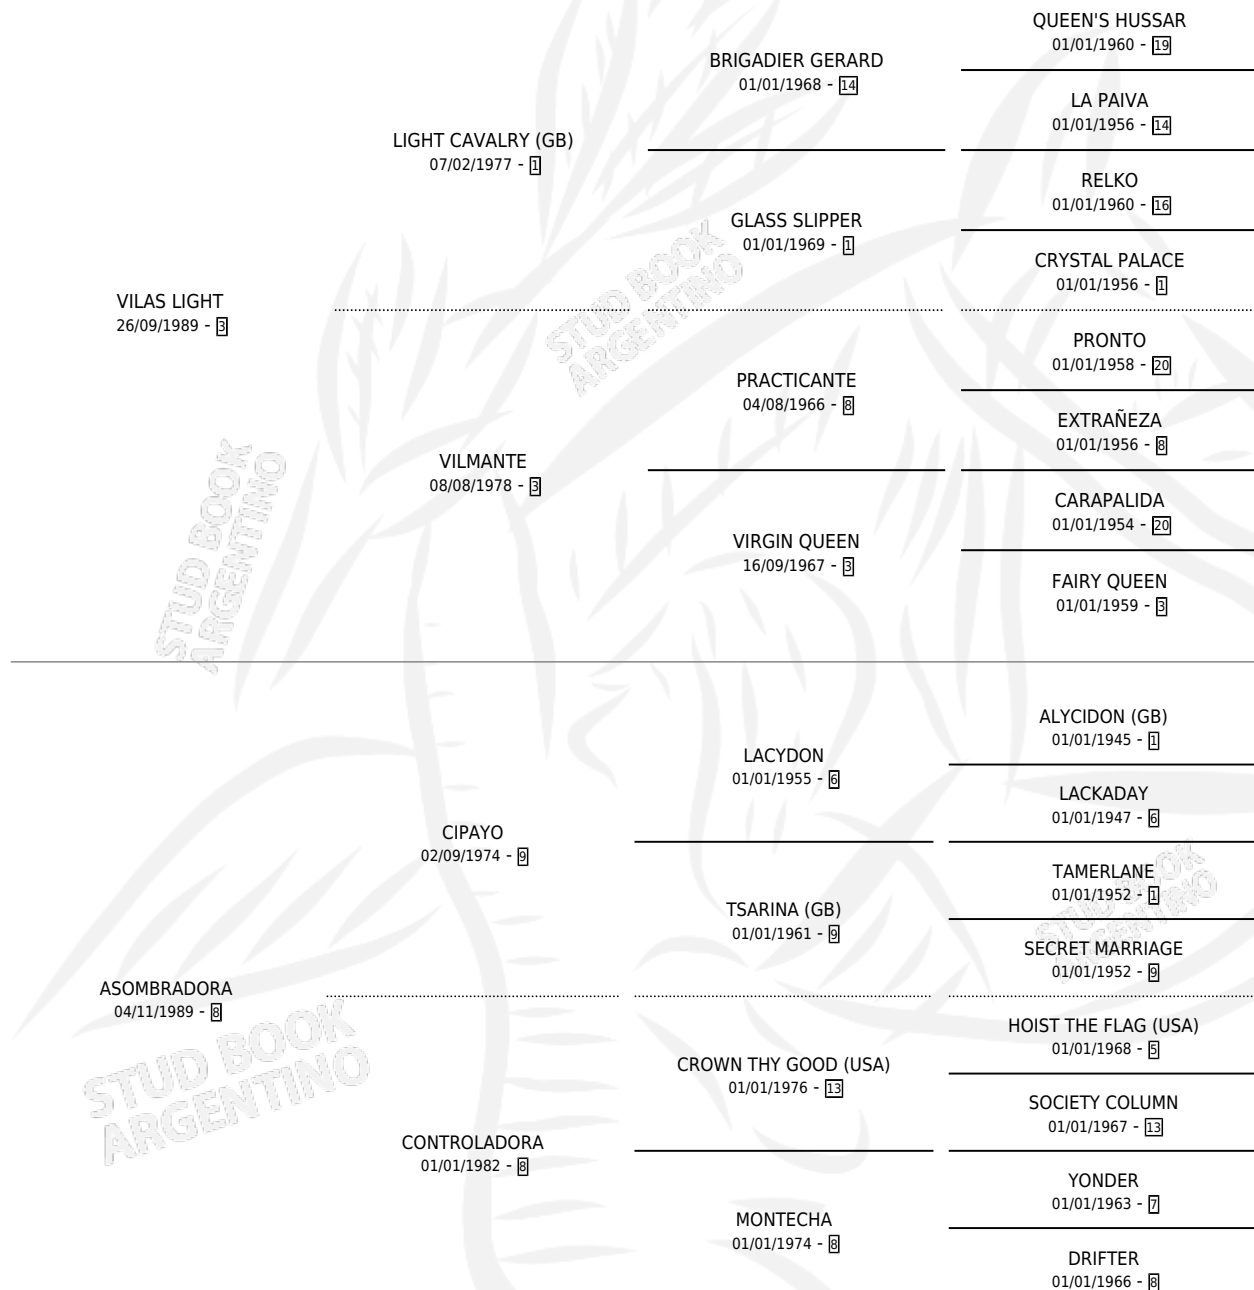 QUEEN'S HUSSAR
01/01/1960 - 19
BRIGADIER GERARD
01/01/1968 - 14
LA PAIVA
01/01/1956 - 14
LIGHT CAVALRY (GB)
07/02/1977 - 1
RELKO
01/01/1960 - 16
GLASS SLIPPER
01/01/1969 - 1
CRYSTAL PALACE
01/01/1956 - 1
VILAS LIGHT
26/09/1989 - 3
PRONTO
01/01/1958 - 20
PRACTICANTE
04/08/1966 - 8
EXTRAÑEZA
01/01/1956 - 8
VILMANTE
08/08/1978 - 3
CARAPALIDA
01/01/1954 - 20
VIRGIN QUEEN
16/09/1967 - 3
FAIRY QUEEN
01/01/1959 - 3
ALYCIDON (GB)
01/01/1945 - 1
LACYDON
01/01/1955 - 6
LACKADAY
01/01/1947 - 6
CIPAYO
02/09/1974 - 9
TAMERLANE
01/01/1952 - 1
TSARINA (GB)
01/01/1961 - 9
SECRET MARRIAGE
01/01/1952 - 9
ASOMBRADORA
04/11/1989 - 8
HOIST THE FLAG (USA)
01/01/1968 - 5
CROWN THY GOOD (USA)
01/01/1976 - 13
SOCIETY COLUMN
01/01/1967 - 13
CONTROLADORA
01/01/1982 - 8
YONDER
01/01/1963 - 7
MONTECHA
01/01/1974 - 8
DRIFTER
01/01/1966 - 8
STUD BOOK
ARGENTINO
STUD BOOK
ARGENTINO
STUD BOOK
ARGENTINO
STUD BOOK
ARGENTINO